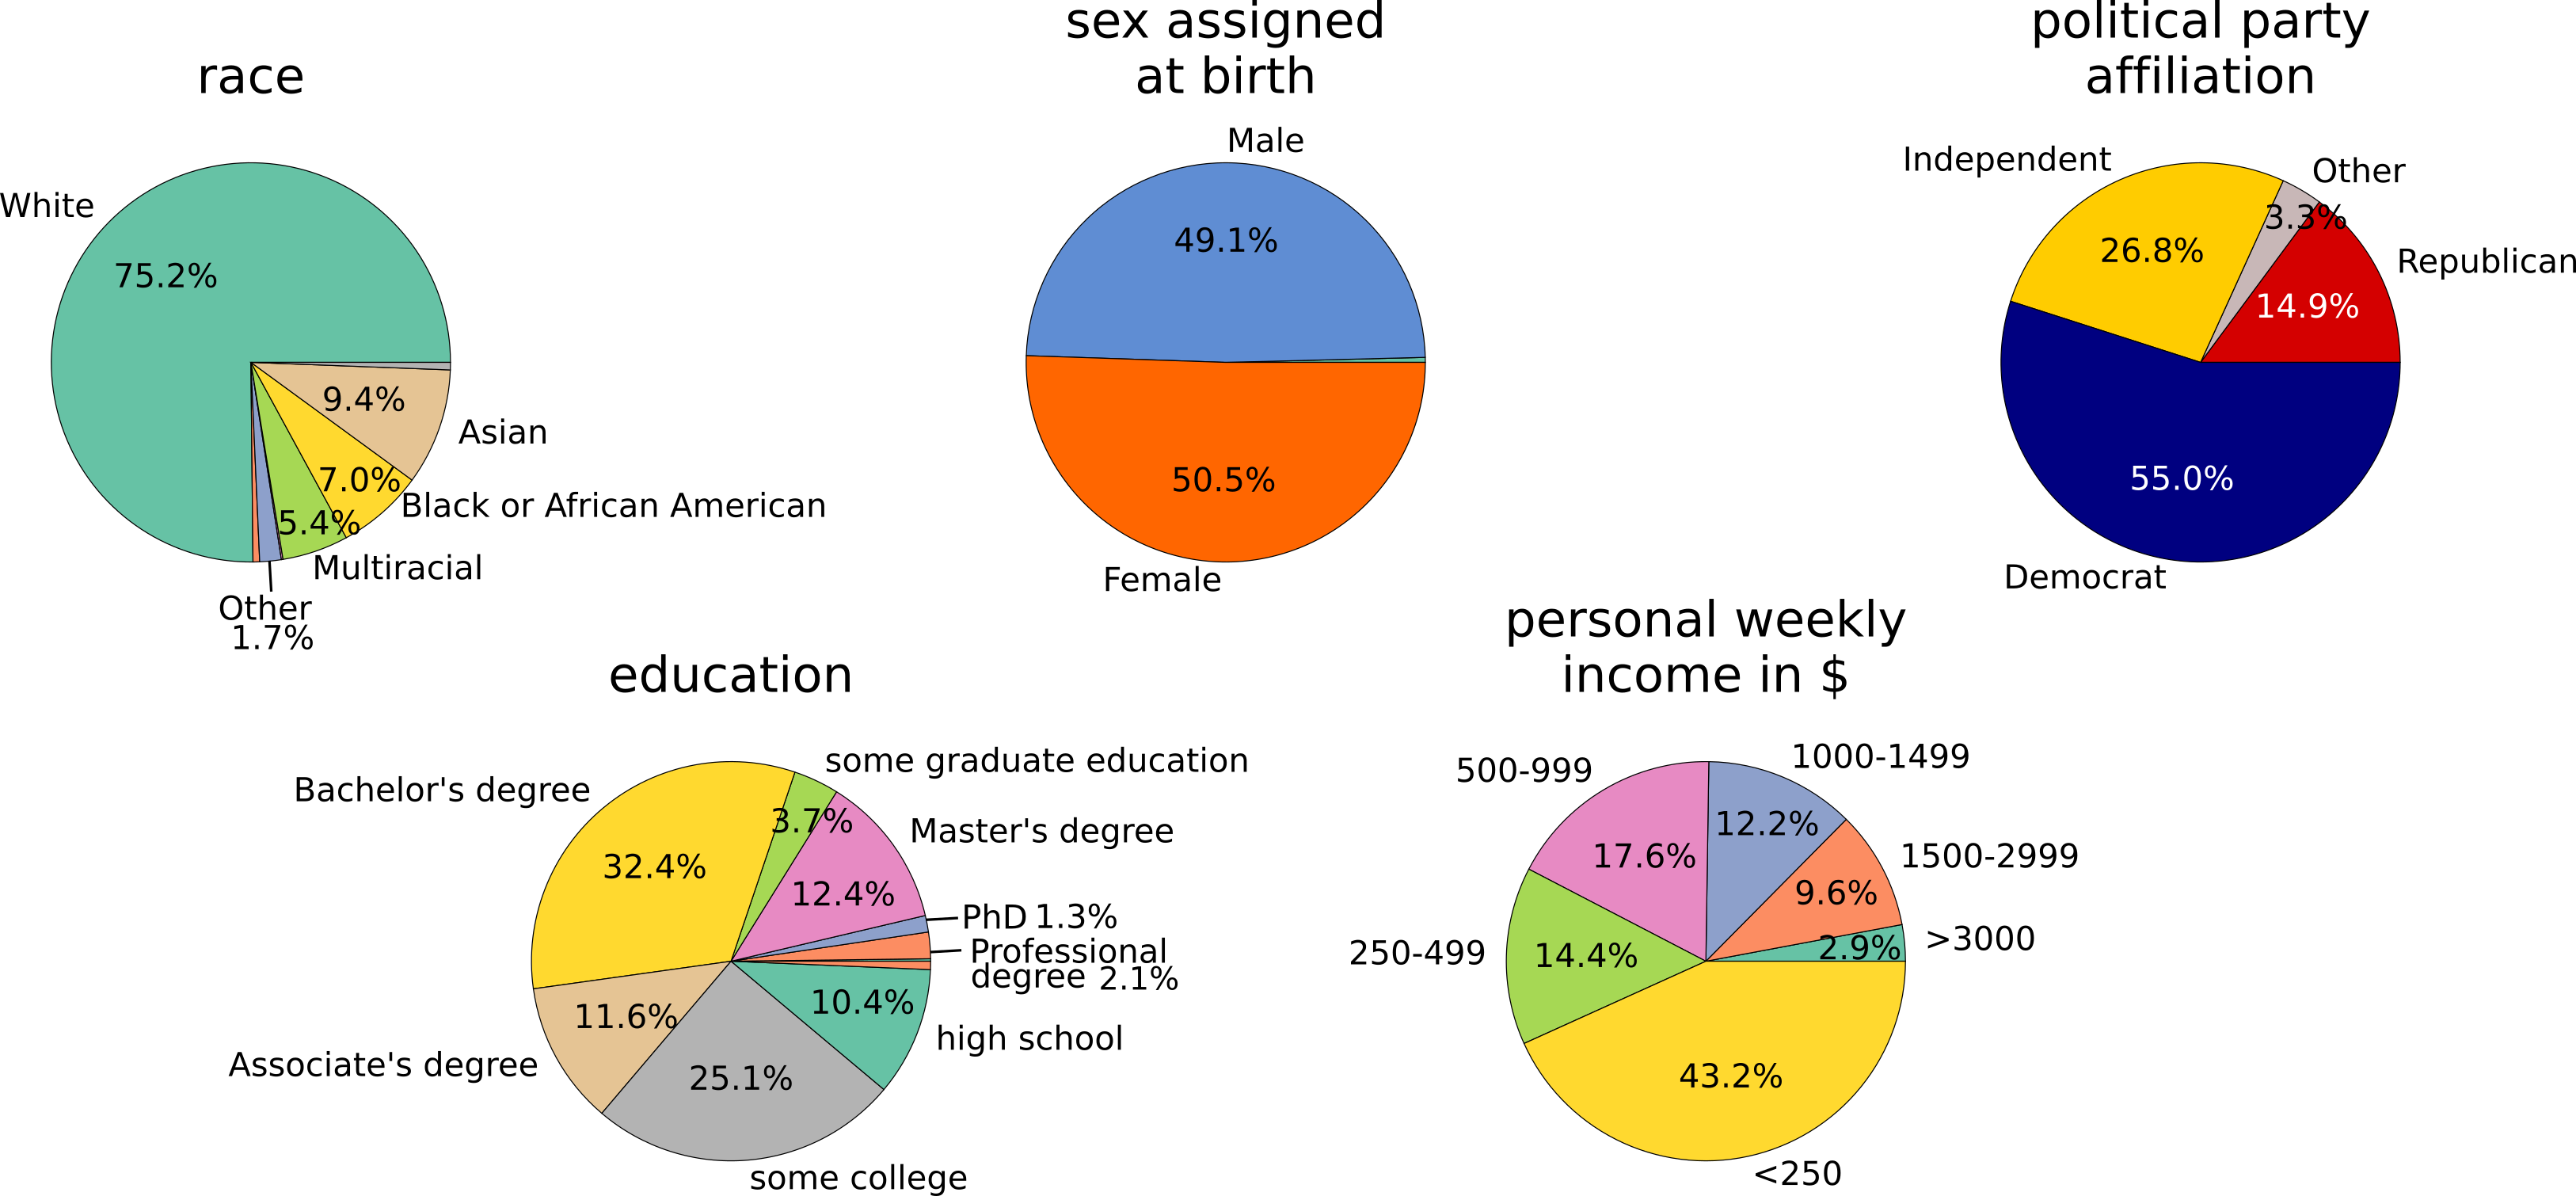 race
White
75.2%
9.4%
Asian
7.0%
Black or African American
5.4%
Multiracial
Other
1.7%
sex assigned
at birth
Male
49.1%
50.5%
Female
political party
affiliation
Independent
Other
3.3%
26.8%
Republican
14.9%
55.0%
Democrat
education
some graduate education
Bachelor's degree
3.7%
Master's degree
32.4%
12.4%
PhD 1.3%
Professional
degree 2.1%
10.4%
11.6%
high school
Associate's degree
25.1%
some college
personal weekly
income in $
1000-1499
500-999
12.2%
17.6%
1500-2999
9.6%
>3000
2.9%
250-499
14.4%
43.2%
<250